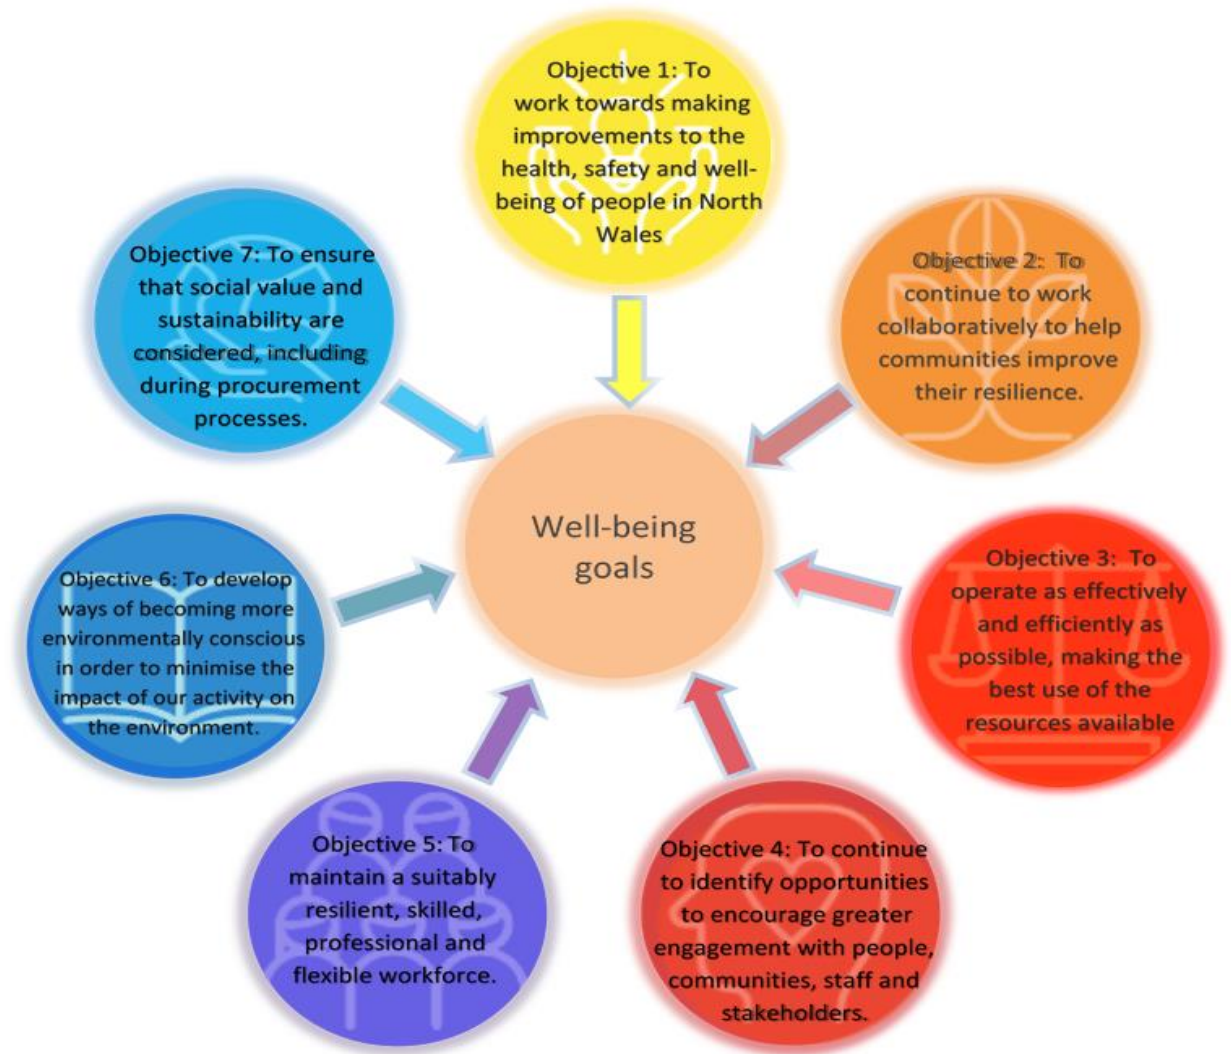 Objective 1: To
work towards making
improvements to the
health, safety and well-
being of people in North
Wales
Objective 2:  To
continue to work
collaboratively to help
communities improve
their resilience.
Objective 3:  To
operate as effectively
and efficiently as
possible, making the
best use of the
resources available
Objective 4: To continue
to identify opportunities
to encourage greater
engagement with people,
communities, staff and
stakeholders.
Objective 5: To
maintain a suitably
resilient, skilled,
professional and
flexible workforce.
Objective 6: To develop
ways of becoming more
environmentally conscious
in order to minimise the
impact of our activity on
the environment.
Objective 7: To ensure
that social value and
sustainability are
considered, including
during procurement
processes.
Well-being
goals